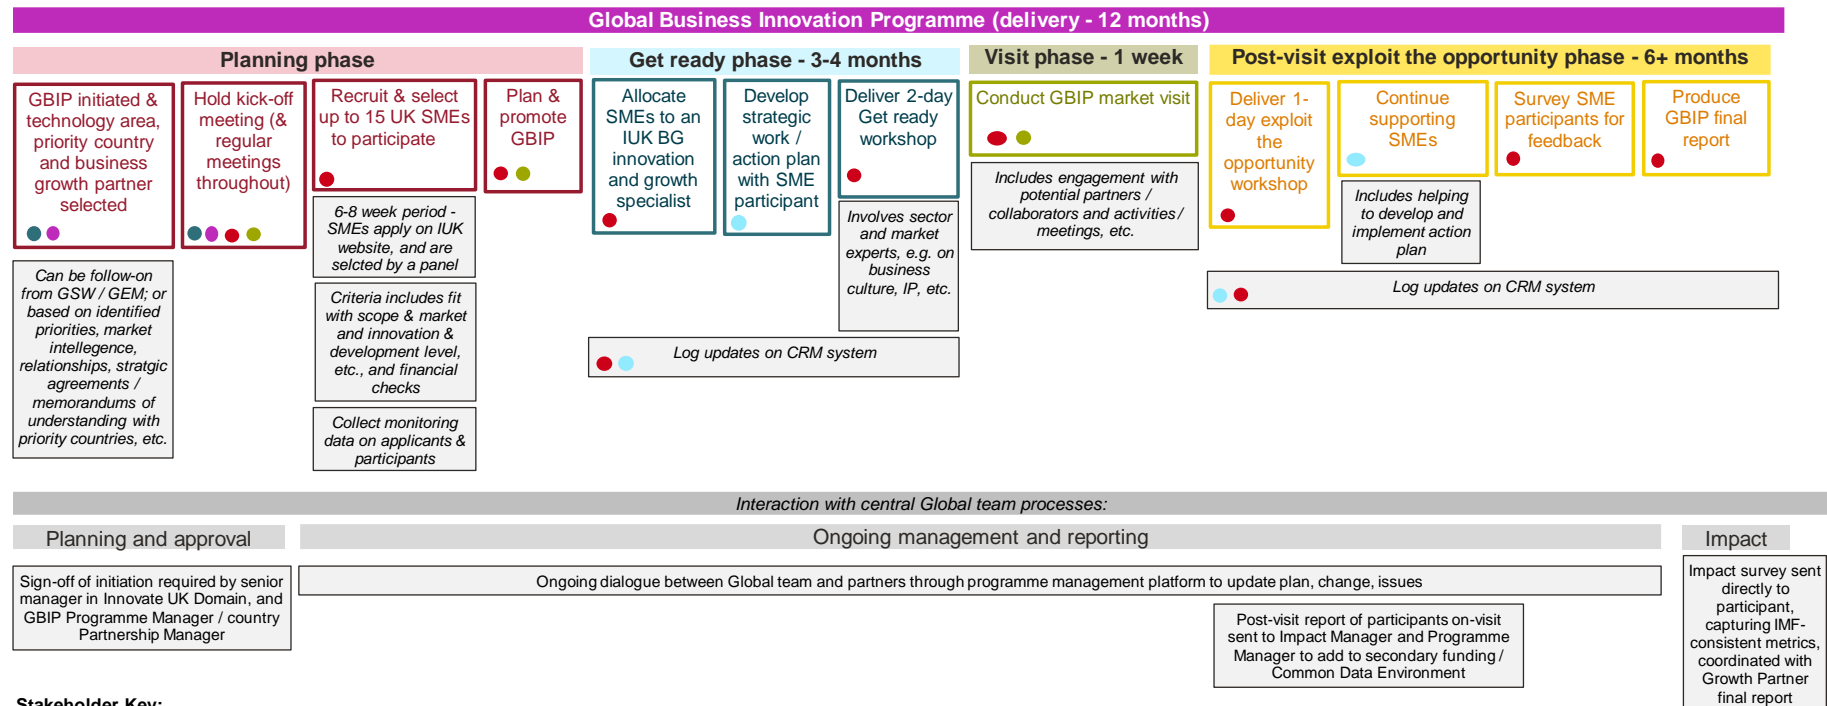 Global Business Innovation Programme (delivery - 12 months)
Planning phase
GBIP initiated &
technology area,
priority country
and business
growth partner
selected
Can be follow-on
from GSW / GEM; or
based on identified
priorities, market
intellegence,
relationships, stratgic
agreements /
memorandums of
understanding with
priority countries, etc.
Hold kick-off
meeting (&
regular
meetings
throughout)
Recruit & select
up to 15 UK SMEs
to participate
6-8 week period -
SMEs apply on IUK
website, and are
selcted by a panel
Criteria includes fit
with scope & market
and innovation &
development level,
etc., and financial
checks
Collect monitoring
data on applicants &
participants
Plan &
promote
GBIP
Get ready phase - 3-4 months
Allocate
SMEs to an
IUK BG
innovation
and growth
specialist
Develop
strategic
work /
action plan
with SME
participant
Deliver 2-day
Get ready
workshop
Involves sector
and market
experts, e.g. on
business
culture, IP, etc.
Log updates on CRM system
Visit phase - 1 week
Conduct GBIP market visit
Includes engagement with
potential partners /
collaborators and activities /
meetings, etc.
Post-visit exploit the opportunity phase - 6+ months
Deliver 1-
day exploit
the
opportunity
workshop
Continue
supporting
SMEs
Includes helping
to develop and
implement action
plan
Survey SME
participants for
feedback
Produce
GBIP final
report
Log updates on CRM system
Interaction with central Global team processes:
Planning and approval
Sign-off of initiation required by senior
manager in Innovate UK Domain, and
GBIP Programme Manager / country
Partnership Manager
Ongoing management and reporting
Ongoing dialogue between Global team and partners through programme management platform to update plan, change, issues
Post-visit report of participants on-visit
sent to Impact Manager and Programme
Manager to add to secondary funding /
Common Data Environment
Impact
Impact survey sent
directly to
participant,
capturing IMF-
consistent metrics,
coordinated with
Growth Partner
final report
Stakeholder Key: